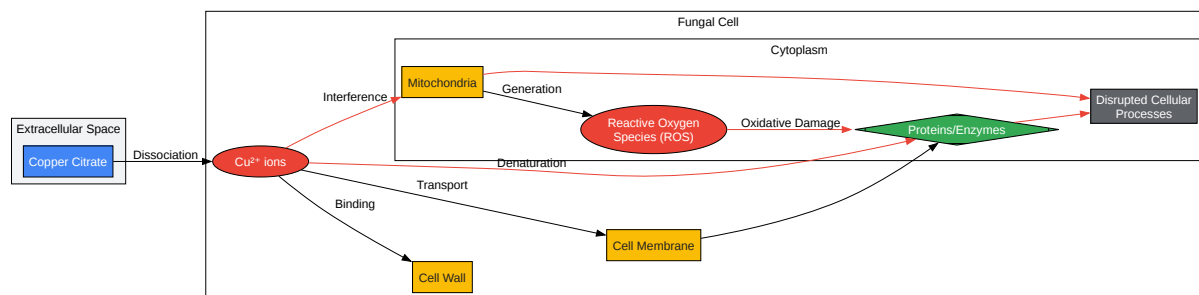 Fungal Cell
Cytoplasm
Mitochondria
Interference
Generation
Disrupted Cellular
Processes
Extracellular Space
Reactive Oxygen
Species (ROS)
Oxidative Damage
Proteins/Enzymes
Copper Citrate
Dissociation
Cu²⁺ ions
Denaturation
Transport
Binding
Cell Membrane
Cell Wall